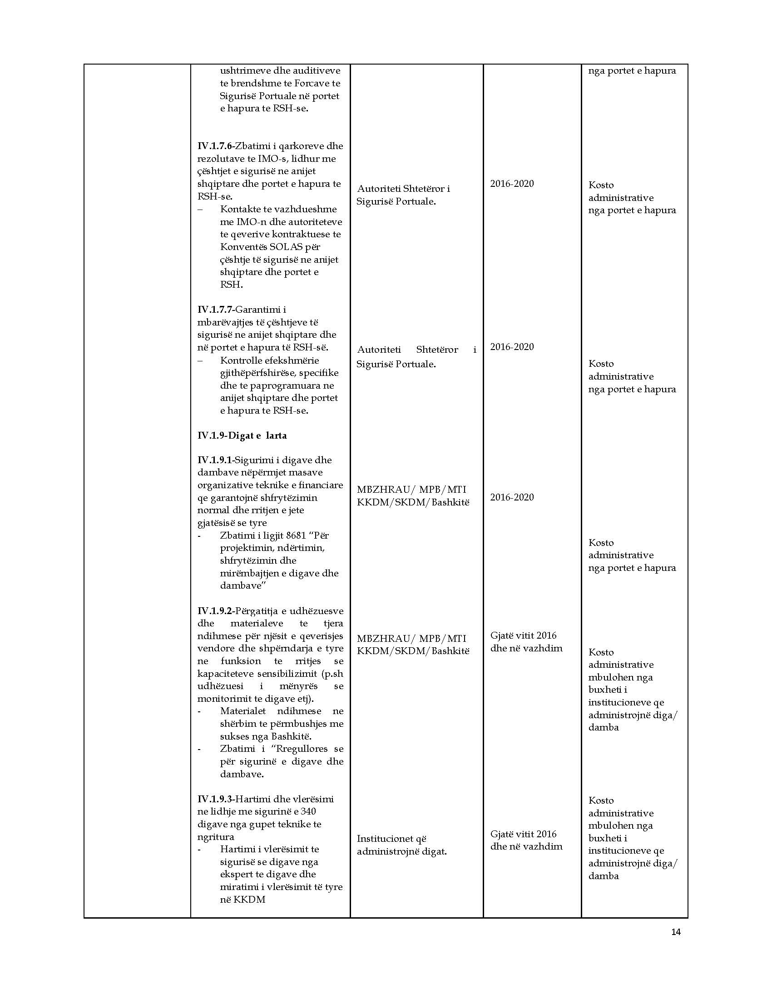 ushtrimeve dhe auditiveve
te brendshme te Forcave te
Sigurisë Portuale në portet
e hapura te RSH-se.
nga portet e hapura
IV.1.7.6-Zbatimi i qarkoreve dhe
rezolutave te IMO-s, lidhur me
çështjet e sigurisë ne anijet
shqiptare dhe portet e hapura te
RSH-se.
– Kontakte te vazhdueshme
me IMO-n dhe autoriteteve
te qeverive kontraktuese te
Konventës SOLAS për
çështje të sigurisë ne anijet
shqiptare dhe portet e
RSH.
Autoriteti Shtetëror i
Sigurisë Portuale.
2016-2020
Kosto
administrative
nga portet e hapura
IV.1.7.7-Garantimi i
mbarëvajtjes të çështjeve të
sigurisë ne anijet shqiptare dhe
në portet e hapura të RSH-së.
– Kontrolle efekshmërie
gjithëpërfshirëse, specifike
dhe te paprogramuara ne
anijet shqiptare dhe portet
e hapura te RSH-se.
Autoriteti Shtetëror i
Sigurisë Portuale.
2016-2020
Kosto
administrative
nga portet e hapura
IV.1.9-Digat e larta
IV.1.9.1-Sigurimi i digave dhe
dambave nëpërmjet masave
organizative teknike e financiare
qe garantojnë shfrytëzimin
normal dhe rritjen e jete
gjatësisë se tyre
- Zbatimi i ligjit 8681 “Për
projektimin, ndërtimin,
shfrytëzimin dhe
mirëmbajtjen e digave dhe
dambave”
MBZHRAU/ MPB/MTI
KKDM/SKDM/Bashkitë
2016-2020
Kosto
administrative
nga portet e hapura
IV.1.9.2-Përgatitja e udhëzuesve
dhe materialeve te tjera
ndihmese për njësit e qeverisjes
vendore dhe shpërndarja e tyre
ne funksion te rritjes se
kapaciteteve sensibilizimit (p.sh
udhëzuesi i mënyrës se
monitorimit te digave etj).
- Materialet ndihmese ne
shërbim te përmbushjes me
sukses nga Bashkitë.
- Zbatimi i “Rregullores se
për sigurinë e digave dhe
dambave.
MBZHRAU/ MPB/MTI
KKDM/SKDM/Bashkitë
Gjatë vitit 2016
dhe në vazhdim
Kosto
administrative
mbulohen nga
buxheti i
institucioneve qe
administrojnë diga/
damba
IV.1.9.3-Hartimi dhe vlerësimi
ne lidhje me sigurinë e 340
digave nga gupet teknike te
ngritura
- Hartimi i vlerësimit te
sigurisë se digave nga
ekspert te digave dhe
miratimi i vlerësimit të tyre
në KKDM
Institucionet që
administrojnë digat.
Gjatë vitit 2016
dhe në vazhdim
Kosto
administrative
mbulohen nga
buxheti i
institucioneve qe
administrojnë diga/
damba
14